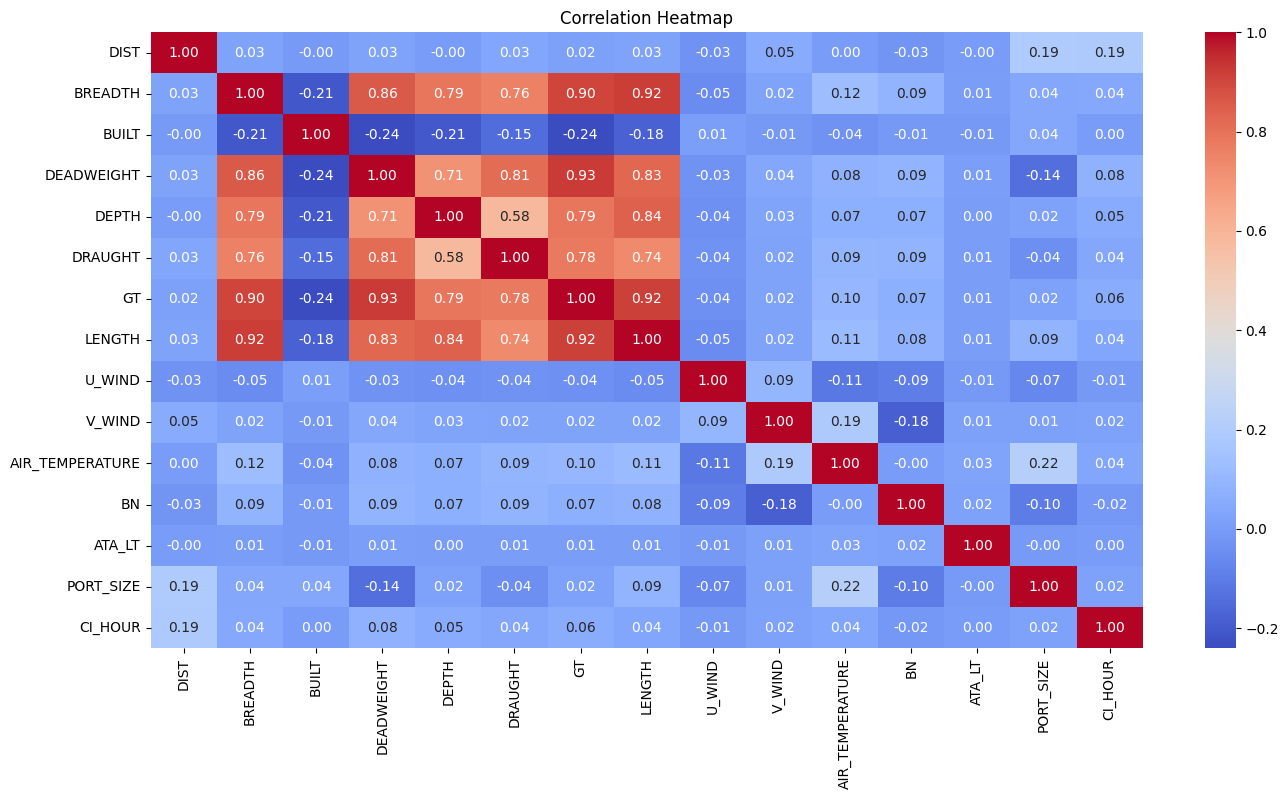 Correlation Heatmap
DIST 1.00 0.03 -0.00 0.03 -0.00 0.03 0.02 0.03 -0.03 0.05 0.00 -0.03 -0.00 0.19 0.19
BREADTH 0.03 1.00 -0.21 0.86 0.79 0.76 0.90 0.92 -0.05 0.02 0.12 0.09 0.01 0.04 0.04
BUILT -0.00 -0.21 1.00 -0.24 -0.21 -0.15 -0.24 -0.18 0.01 -0.01 -0.04 -0.01 -0.01 0.04 0.00
DEADWEIGHT 0.03 0.86 -0.24 1.00 0.71 0.81 0.93 0.83 -0.03 0.04 0.08 0.09 0.01 -0.14 0.08
DEPTH -0.00 0.79 -0.21 0.71 1.00 0.58 0.79 0.84 -0.04 0.03 0.07 0.07 0.00 0.02 0.05
DRAUGHT 0.03 0.76 -0.15 0.81 0.58 1.00 0.78 0.74 -0.04 0.02 0.09 0.09 0.01 -0.04 0.04
GT 0.02 0.90 -0.24 0.93 0.79 0.78 1.00 0.92 -0.04 0.02 0.10 0.07 0.01 0.02 0.06
LENGTH 0.03 0.92 -0.18 0.83 0.84 0.74 0.92 1.00 -0.05 0.02 0.11 0.08 0.01 0.09 0.04
U_WIND -0.03 -0.05 0.01 -0.03 -0.04 -0.04 -0.04 -0.05 1.00 0.09 -0.11 -0.09 -0.01 -0.07 -0.01
V_WIND 0.05 0.02 -0.01 0.04 0.03 0.02 0.02 0.02 0.09 1.00 0.19 -0.18 0.01 0.01 0.02
AIR_TEMPERATURE 0.00 0.12 -0.04 0.08 0.07 0.09 0.10 0.11 -0.11 0.19 1.00 -0.00 0.03 0.22 0.04
BN -0.03 0.09 -0.01 0.09 0.07 0.09 0.07 0.08 -0.09 -0.18 -0.00 1.00 0.02 -0.10 -0.02
ATA_LT -0.00 0.01 -0.01 0.01 0.00 0.01 0.01 0.01 -0.01 0.01 0.03 0.02 1.00 -0.00 0.00
PORT_SIZE 0.19 0.04 0.04 -0.14 0.02 -0.04 0.02 0.09 -0.07 0.01 0.22 -0.10 -0.00 1.00 0.02
CI_HOUR 0.19 0.04 0.00 0.08 0.05 0.04 0.06 0.04 -0.01 0.02 0.04 -0.02 0.00 0.02 1.00
DIST
BREADTH
BUILT
DEADWEIGHT
DEPTH
DRAUGHT
GT
LENGTH
U_WIND
V_WIND
AIR_TEMPERATURE
BN
ATA_LT
PORT_SIZE
CI_HOUR
1.0
0.8
0.6
0.4
0.2
0.0
−0.2